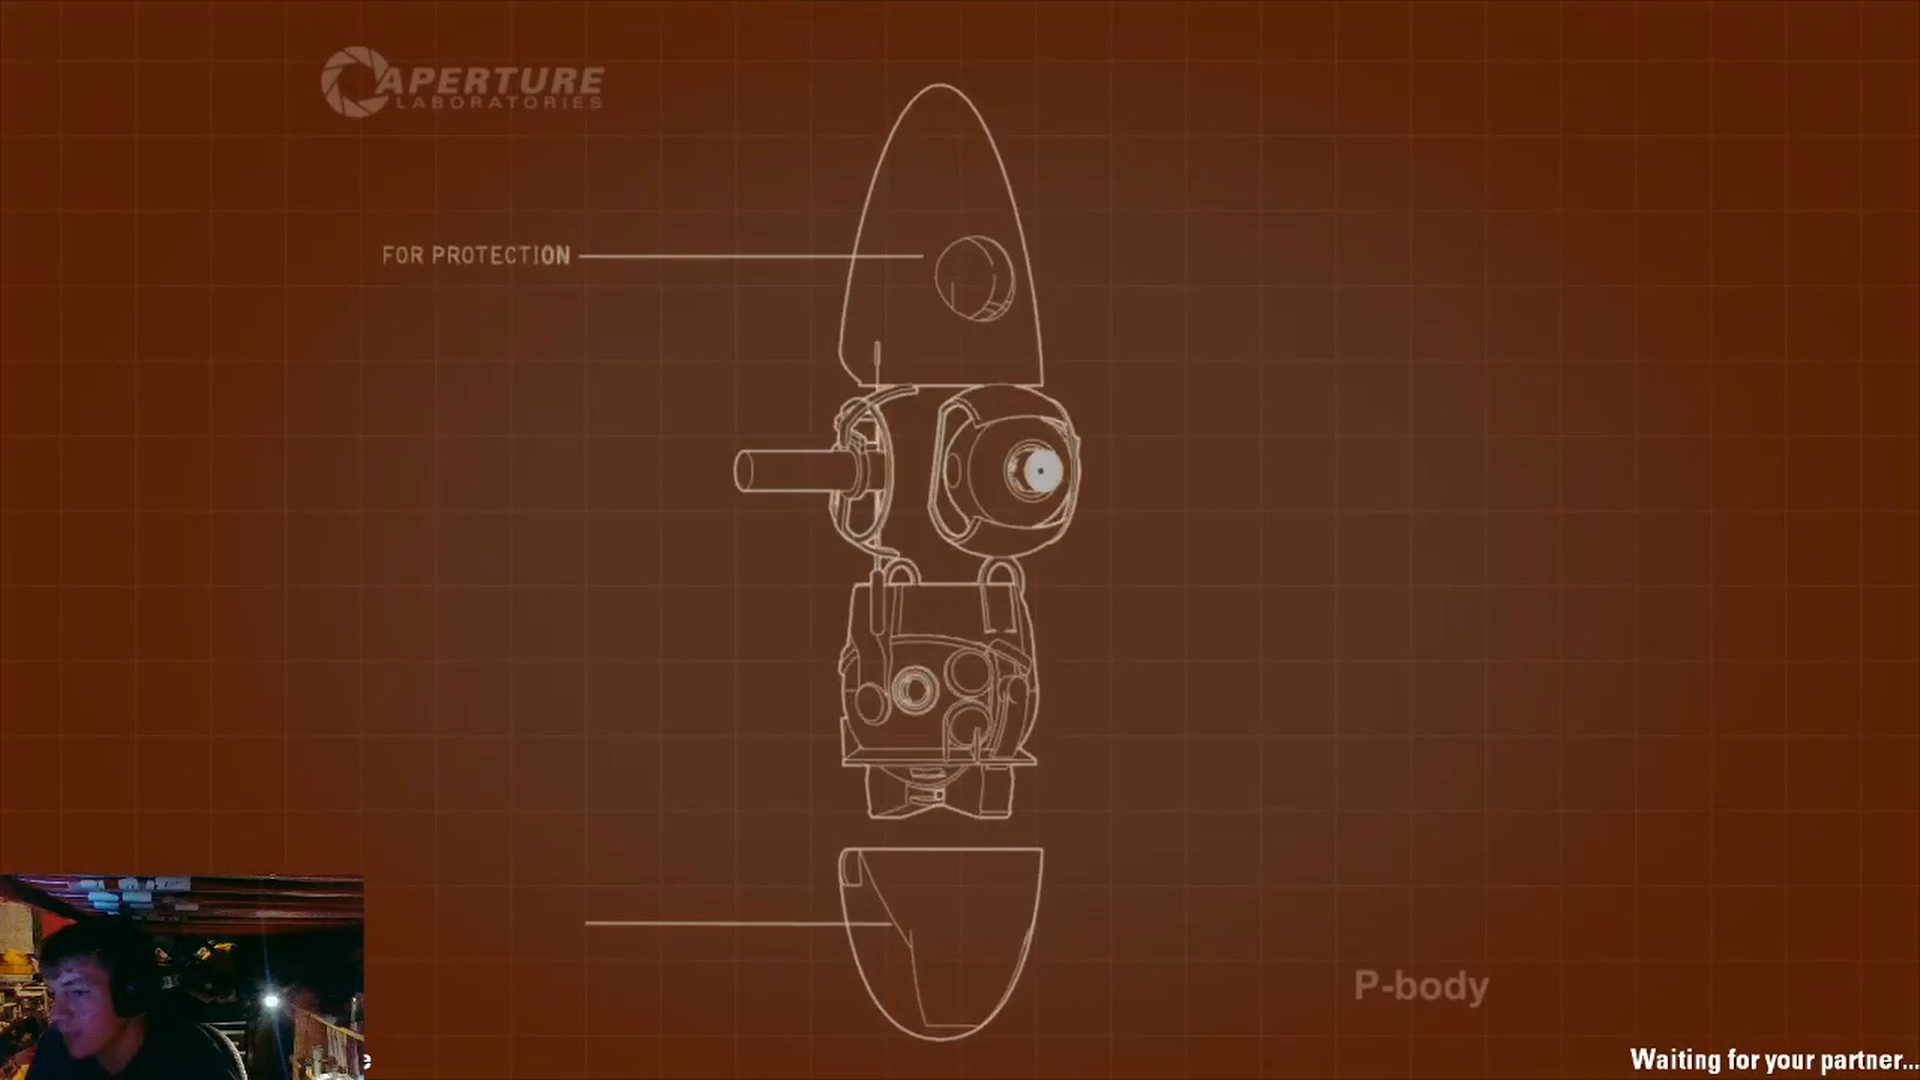 APERTURE
LABORATORIES
FOR PROTECTION
P-body
Waiting for your partner...